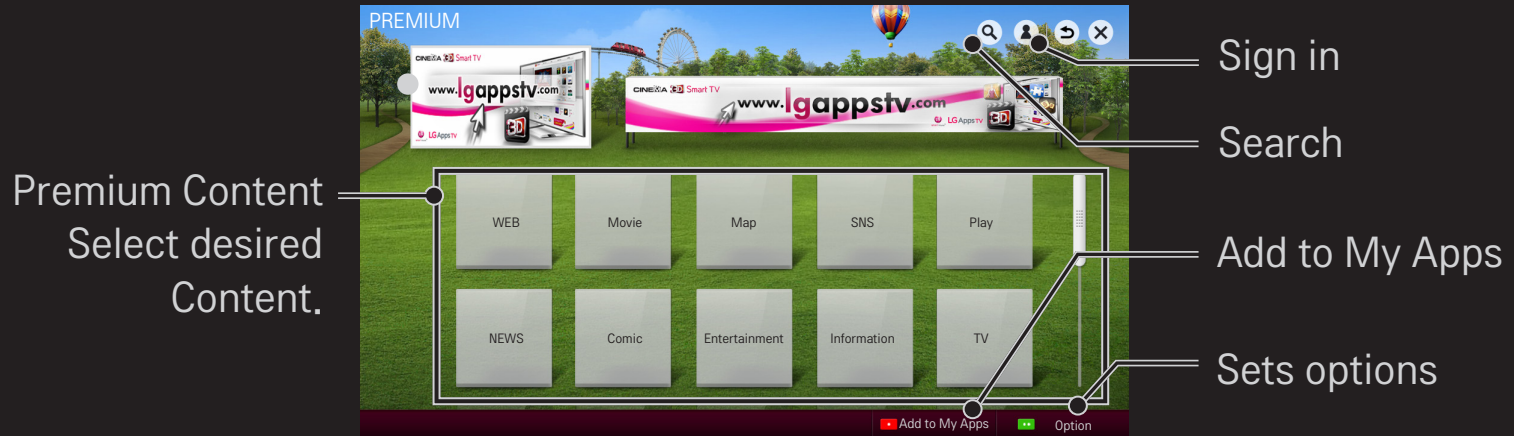 PREMIUM
CINEMA 3D Smart TV
www.lgappstv.com
3D
LG Apps TV
CINEMA 3D Smart TV
www.lgappstv.com
LG Apps TV
3D
Sign in
Search
Premium Content
Select desired
Content.
WEB
Movie
Map
SNS
Play
Add to My Apps
NEWS
Comic
Entertainment
Information
TV
Sets options
Add to My Apps
Option